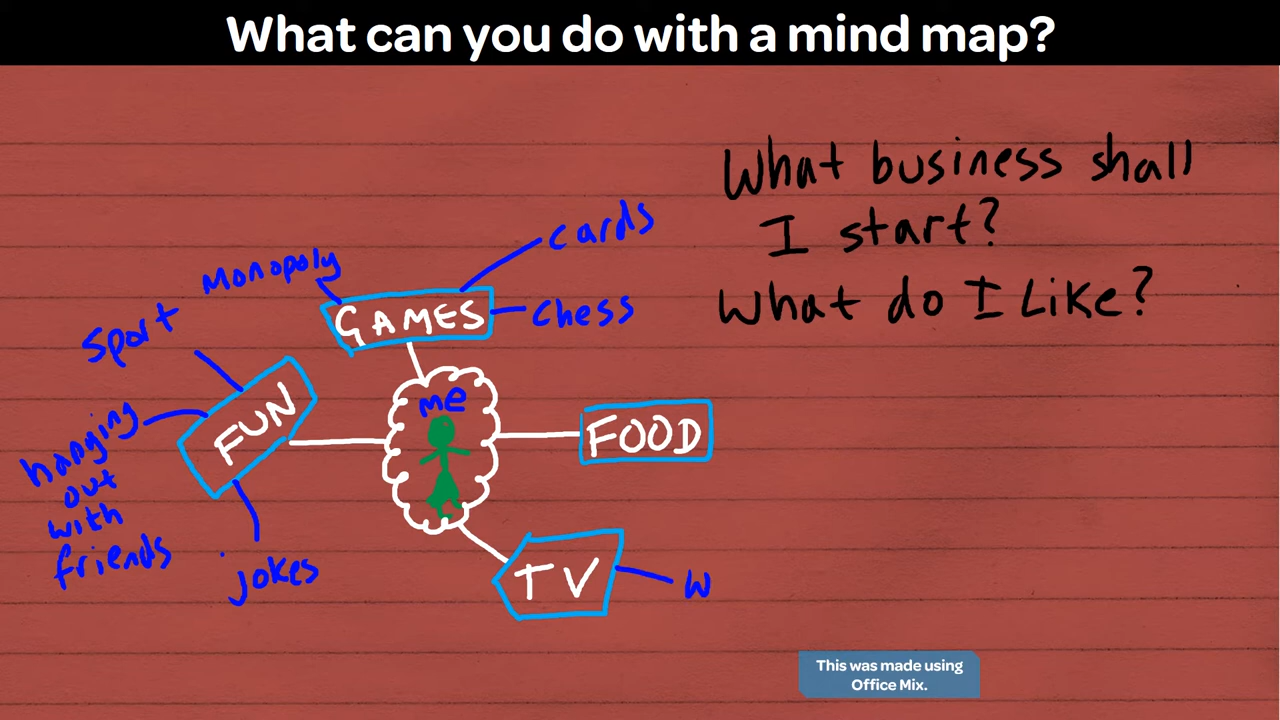 What can you do with a mind map?
What business shall
I start?
What do I Like?
cards
Monopoly
GAMES
chess
sport
me
FUN
FOOD
hanging
out
with
friends
jokes
TV
W
This was made using
Office Mix.